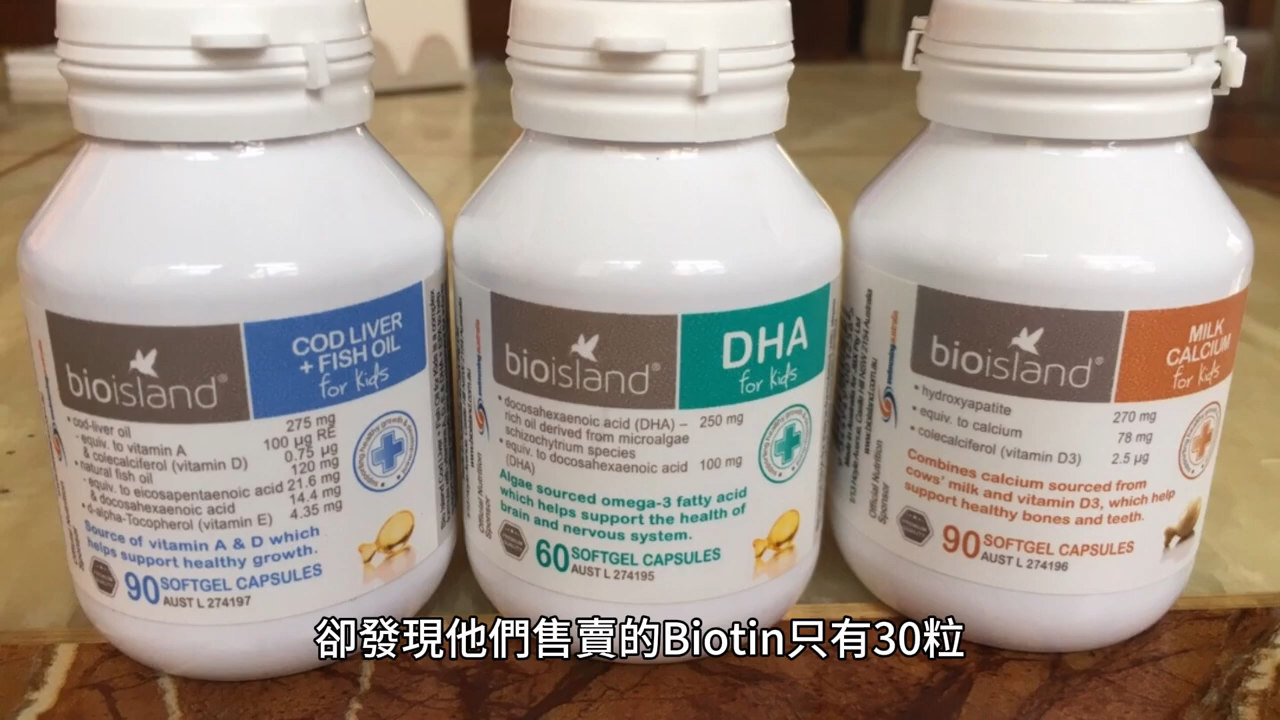 bioisland®
COD LIVER
+ FISH OIL
for kids
• cod-liver oil 275 mg
- equiv. to vitamin A 100 µg RE
& colecalciferol (vitamin D) 0.75 µg
• natural fish oil 120 mg
- equiv. to eicosapentaenoic acid 21.6 mg
& docosahexaenoic acid 14.4 mg
• d-alpha-Tocopherol (vitamin E) 4.35 mg
Source of vitamin A & D which
helps support healthy growth.
90 SOFTGEL CAPSULES
AUST L 274197
bioisland®
DHA
for kids
• docosahexaenoic acid (DHA) – 250 mg
rich oil derived from microalgae
schizochytrium species
• equiv. to docosahexaenoic acid 100 mg
(DHA)
Algae sourced omega-3 fatty acid
which helps support the health of
brain and nervous system.
60 SOFTGEL CAPSULES
AUST L 274195
Official Nutrition
Sponsor
bioisland®
MILK
CALCIUM
for kids
• hydroxyapatite 270 mg
• equiv. to calcium 78 mg
• colecalciferol (vitamin D3) 2.5 µg
Combines calcium sourced from
cows' milk and vitamin D3, which help
support healthy bones and teeth.
90 SOFTGEL CAPSULES
AUST L 274196
Official Nutrition
Sponsor
卻發現他們售賣的Biotin只有30粒